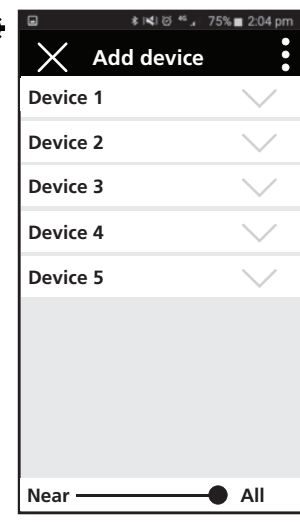 75% 2:04 pm
Add device
Device 1
Device 2
Device 3
Device 4
Device 5
Near All